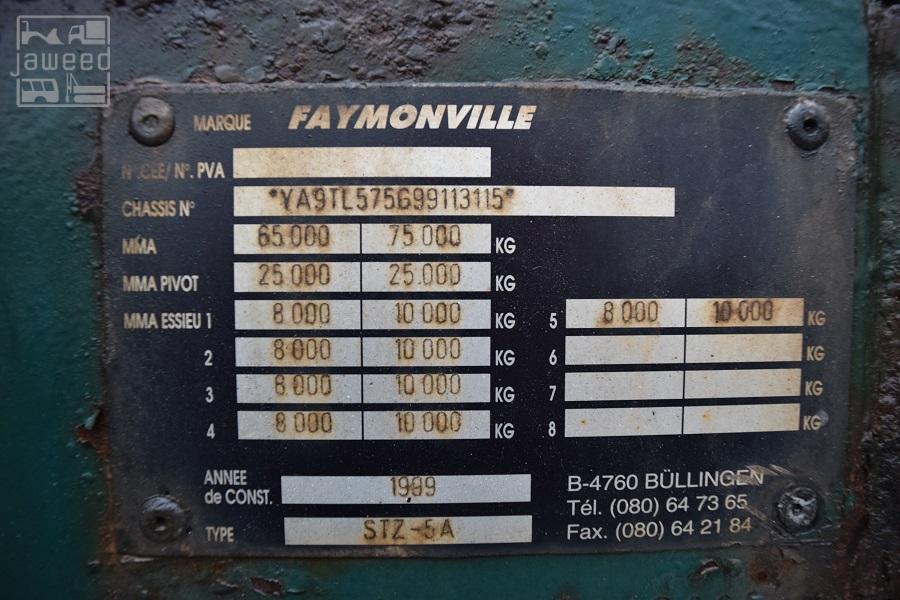 jaweed
MARQUE FAYMONVILLE
N°.CEE/ N°. PVA
CHASSIS N° *YA9TL575G99113115*
MMA 65 000 75 000 KG
MMA PIVOT 25 000 25 000 KG
MMA ESSIEU 1 8 000 10 000 KG
2 8 000 10 000 KG
3 8 000 10 000 KG
4 8 000 10 000 KG
5 8 000 10 000 KG
6 KG
7 KG
8 KG
ANNEE
de CONST. 1989
TYPE STZ-5A
B-4760 BÜLLINGEN
Tél. (080) 64 73 65
Fax. (080) 64 21 84